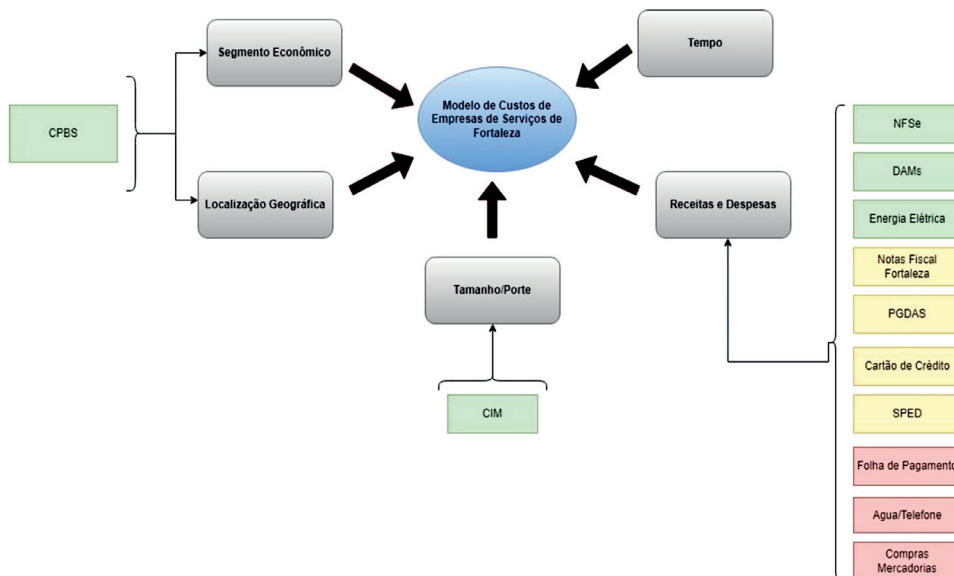 Segmento Econômico
Tempo
Modelo de Custos de
Empresas de Serviços de
Fortaleza
CPBS
NFSe
DAMs
Localização Geográfica
Receitas e Despesas
Energia Elétrica
Notas Fiscal
Fortaleza
Tamanho/Porte
PGDAS
Cartão de Crédito
CIM
SPED
Folha de Pagamento
Agua/Telefone
Compras
Mercadorias